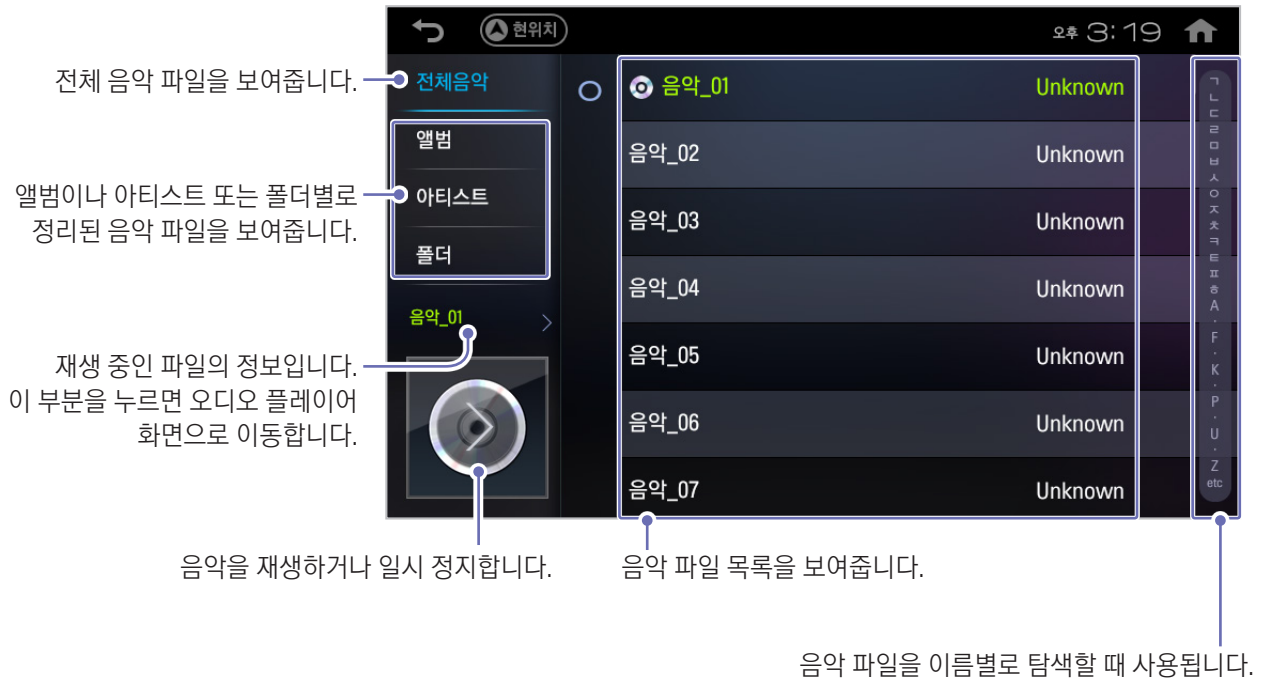 현위치
오후 3:19
전체 음악 파일을 보여줍니다.
전체음악
앨범이나 아티스트 또는 폴더별로
정리된 음악 파일을 보여줍니다.
앨범
아티스트
폴더
재생 중인 파일의 정보입니다.
이 부분을 누르면 오디오 플레이어
화면으로 이동합니다.
음악_01
음악_01 Unknown
음악_02 Unknown
음악_03 Unknown
음악_04 Unknown
음악_05 Unknown
음악_06 Unknown
음악_07 Unknown
ㄱ
ㄴ
ㄷ
ㄹ
ㅁ
ㅂ
ㅅ
ㅇ
ㅈ
ㅊ
ㅋ
ㅌ
ㅍ
ㅎ
A
·
F
·
K
·
P
·
U
·
Z
etc
음악을 재생하거나 일시 정지합니다.
음악 파일 목록을 보여줍니다.
음악 파일을 이름별로 탐색할 때 사용됩니다.